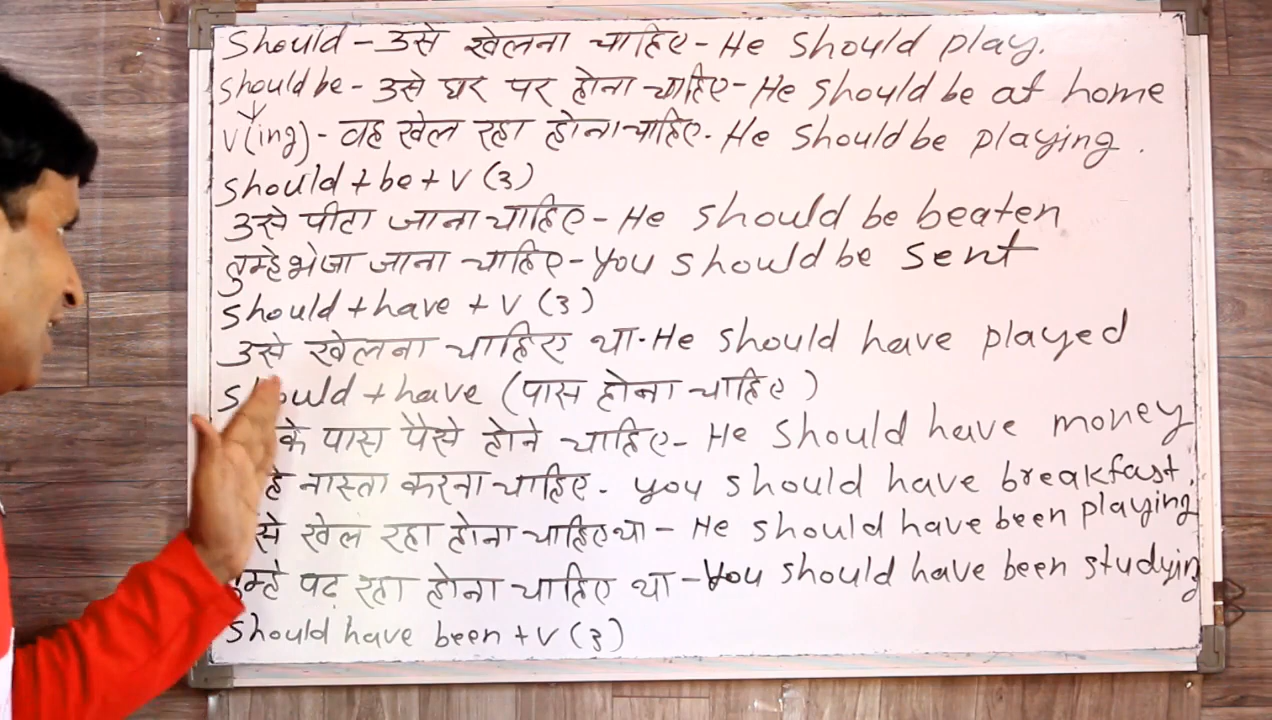 Should - उसे खेलना चाहिए - He should play.
should be - उसे घर पर होना चाहिए - He should be at home
V(ing) - वह खेल रहा होना चाहिए. He should be playing.
should + be + V (3)
उसे पीटा जाना चाहिए - He should be beaten
तुम्हे भेजा जाना चाहिए - You should be sent
should + have + V (3)
उसे खेलना चाहिए था. He should have played
should + have (पास होना चाहिए)
के पास पैसे होने चाहिए - He should have money
हे नास्ता करना चाहिए - you should have breakfast.
से खेल रहा होना चाहिए था - He should have been playing
तुम्हे पढ़ रहा होना चाहिए था - You should have been studying
should have been + V (3)